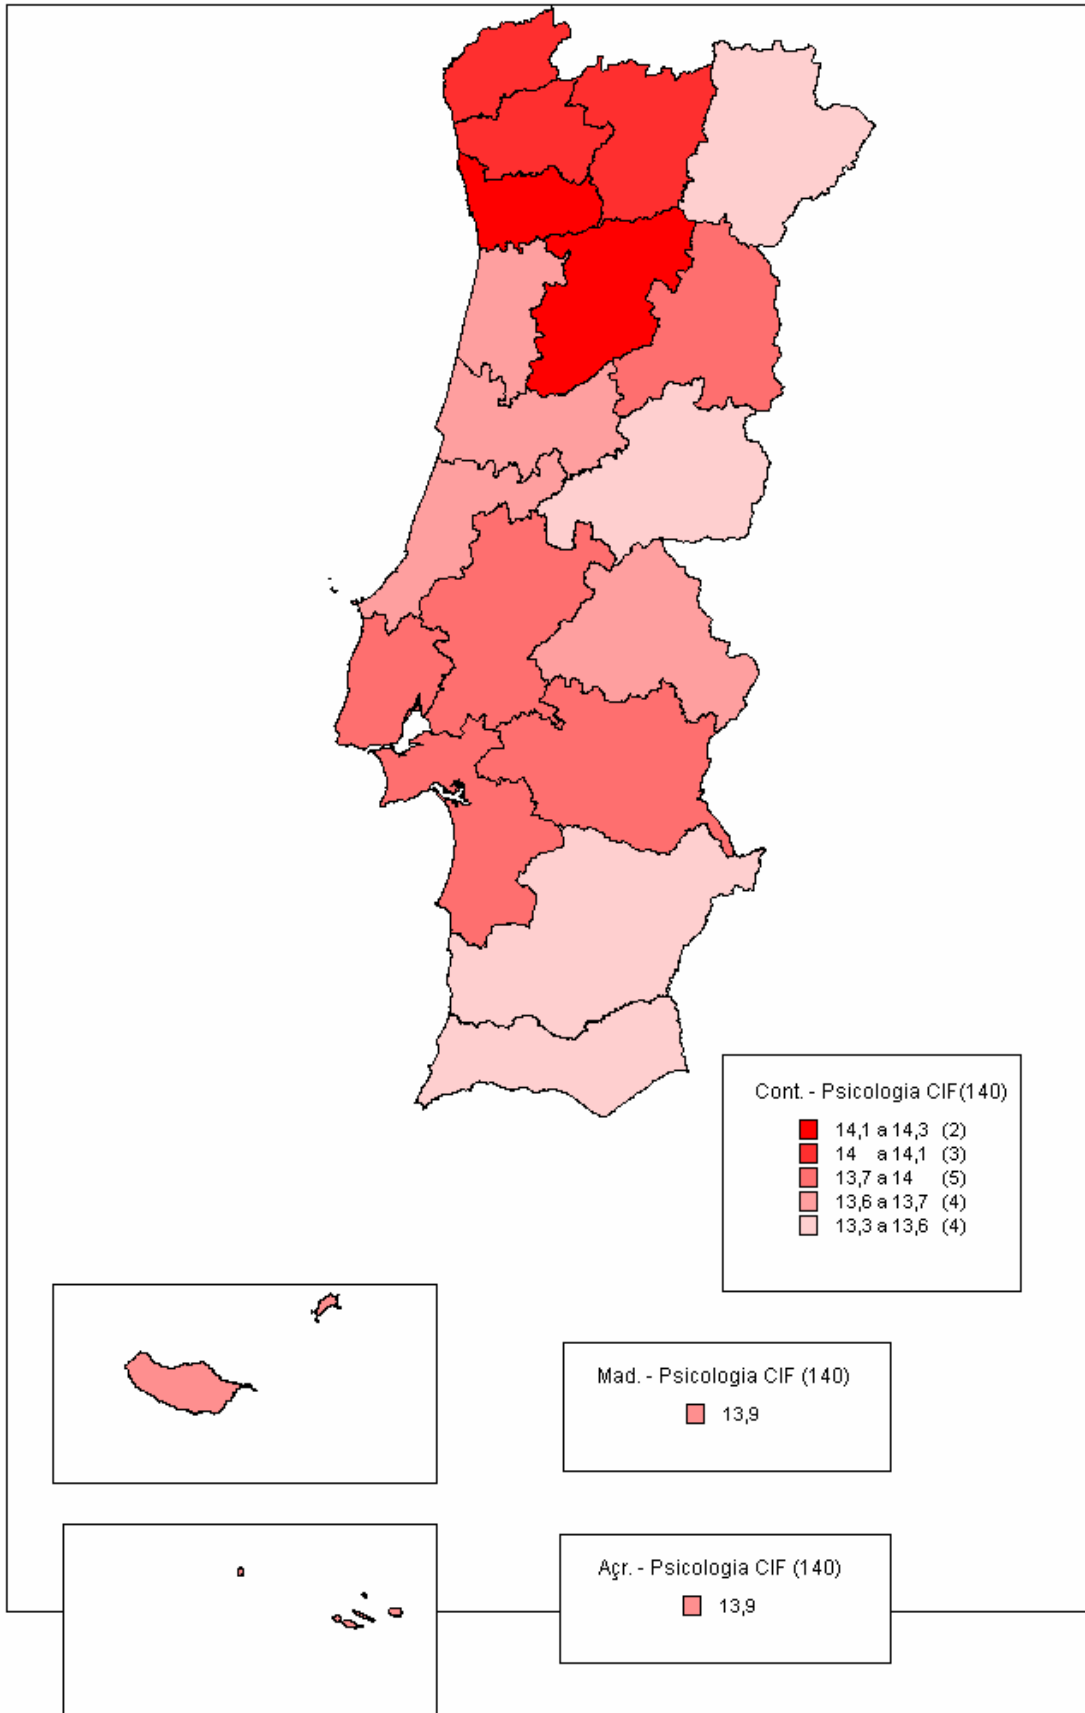 Cont. - Psicologia CIF(140)
14,1 a 14,3 (2)
14 a 14,1 (3)
13,7 a 14 (5)
13,6 a 13,7 (4)
13,3 a 13,6 (4)
Mad. - Psicologia CIF (140)
13,9
Açr. - Psicologia CIF (140)
13,9